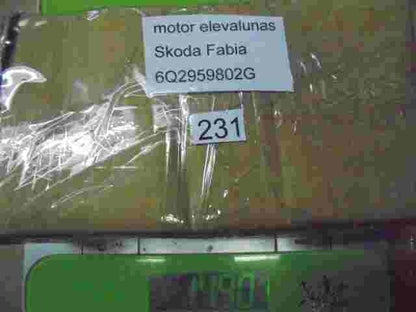 motor elevalunas
Skoda Fabia
6Q2959802G
231